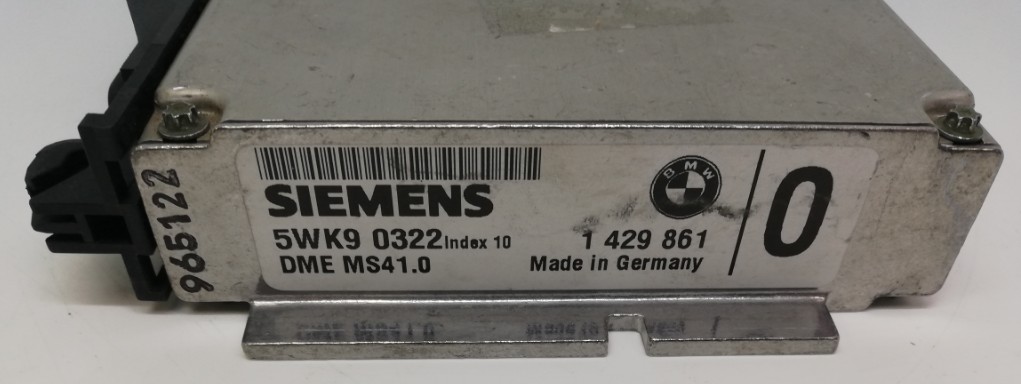 SIEMENS
BMW
5WK9 0322 Index 10
1 429 861
DME MS41.0
Made in Germany
0
965122